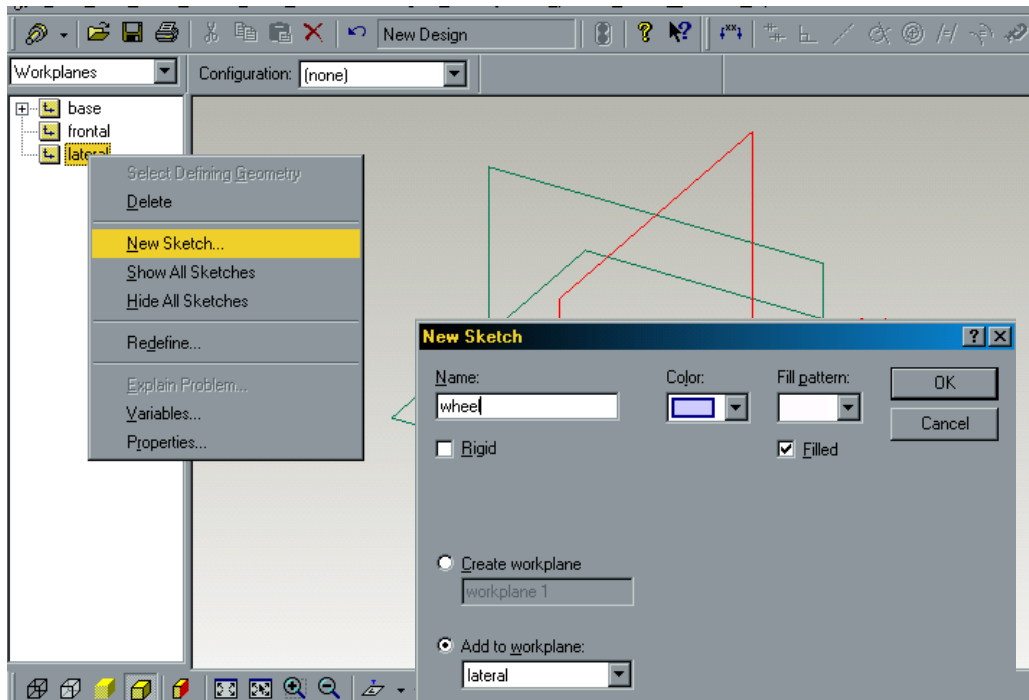 New Design
Workplanes
Configuration: (none)
base
frontal
lateral
Select Defining Geometry
Delete
New Sketch...
Show All Sketches
Hide All Sketches
Redefine...
Explain Problem...
Variables...
Properties...
New Sketch
Name:
Color:
Fill pattern:
OK
wheel
Cancel
Rigid
Filled
Create workplane
workplane 1
Add to workplane:
lateral